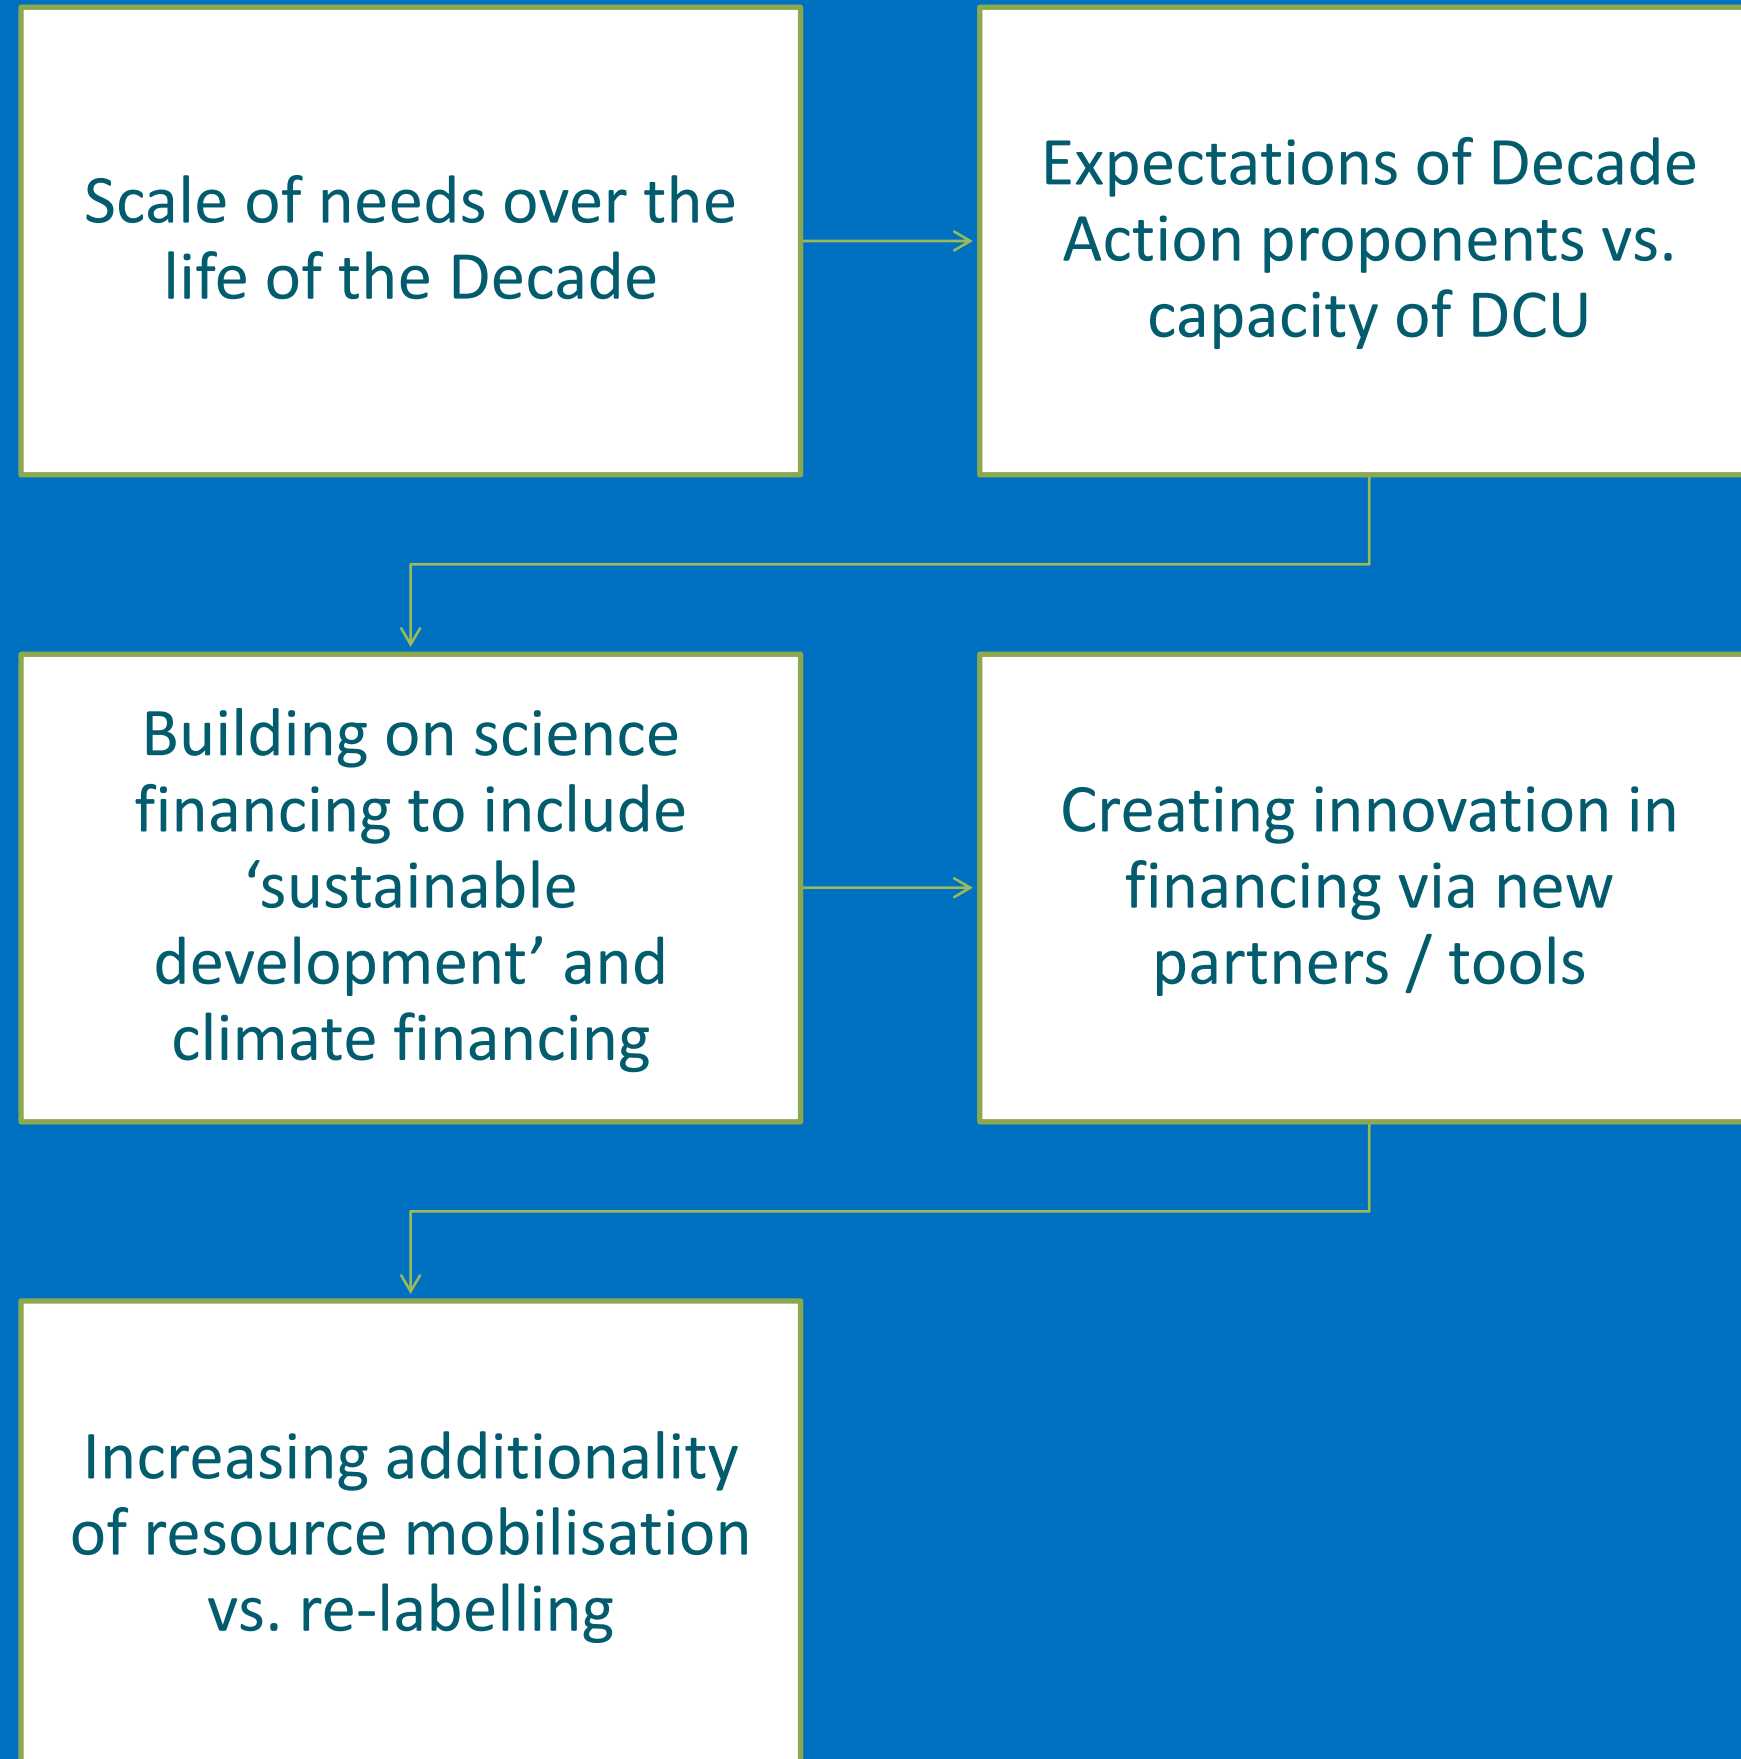 Scale of needs over the
life of the Decade
Expectations of Decade
Action proponents vs.
capacity of DCU
Building on science
financing to include
‘sustainable
development’ and
climate financing
Creating innovation in
financing via new
partners / tools
Increasing additionality
of resource mobilisation
vs. re-labelling